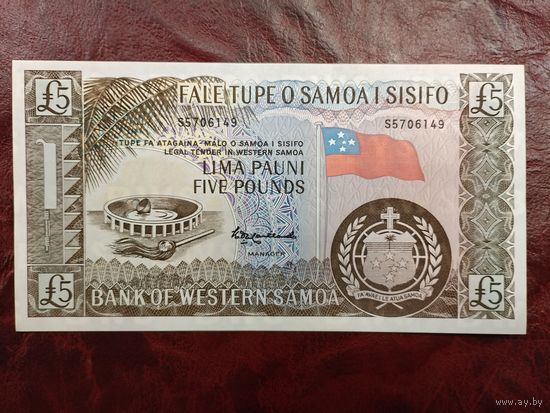 £5 FALE TUPE O SAMOA I SISIFO £5
S5706149 S5706149
TUPE FA'ATAGAINA-MALO O SAMOA I SISIFO
LEGAL TENDER IN WESTERN SAMOA
LIMA PAUNI
FIVE POUNDS
MANAGER
FA'AVAE I LE ATUA SAMOA
£5 BANK OF WESTERN SAMOA £5
www.ay.by